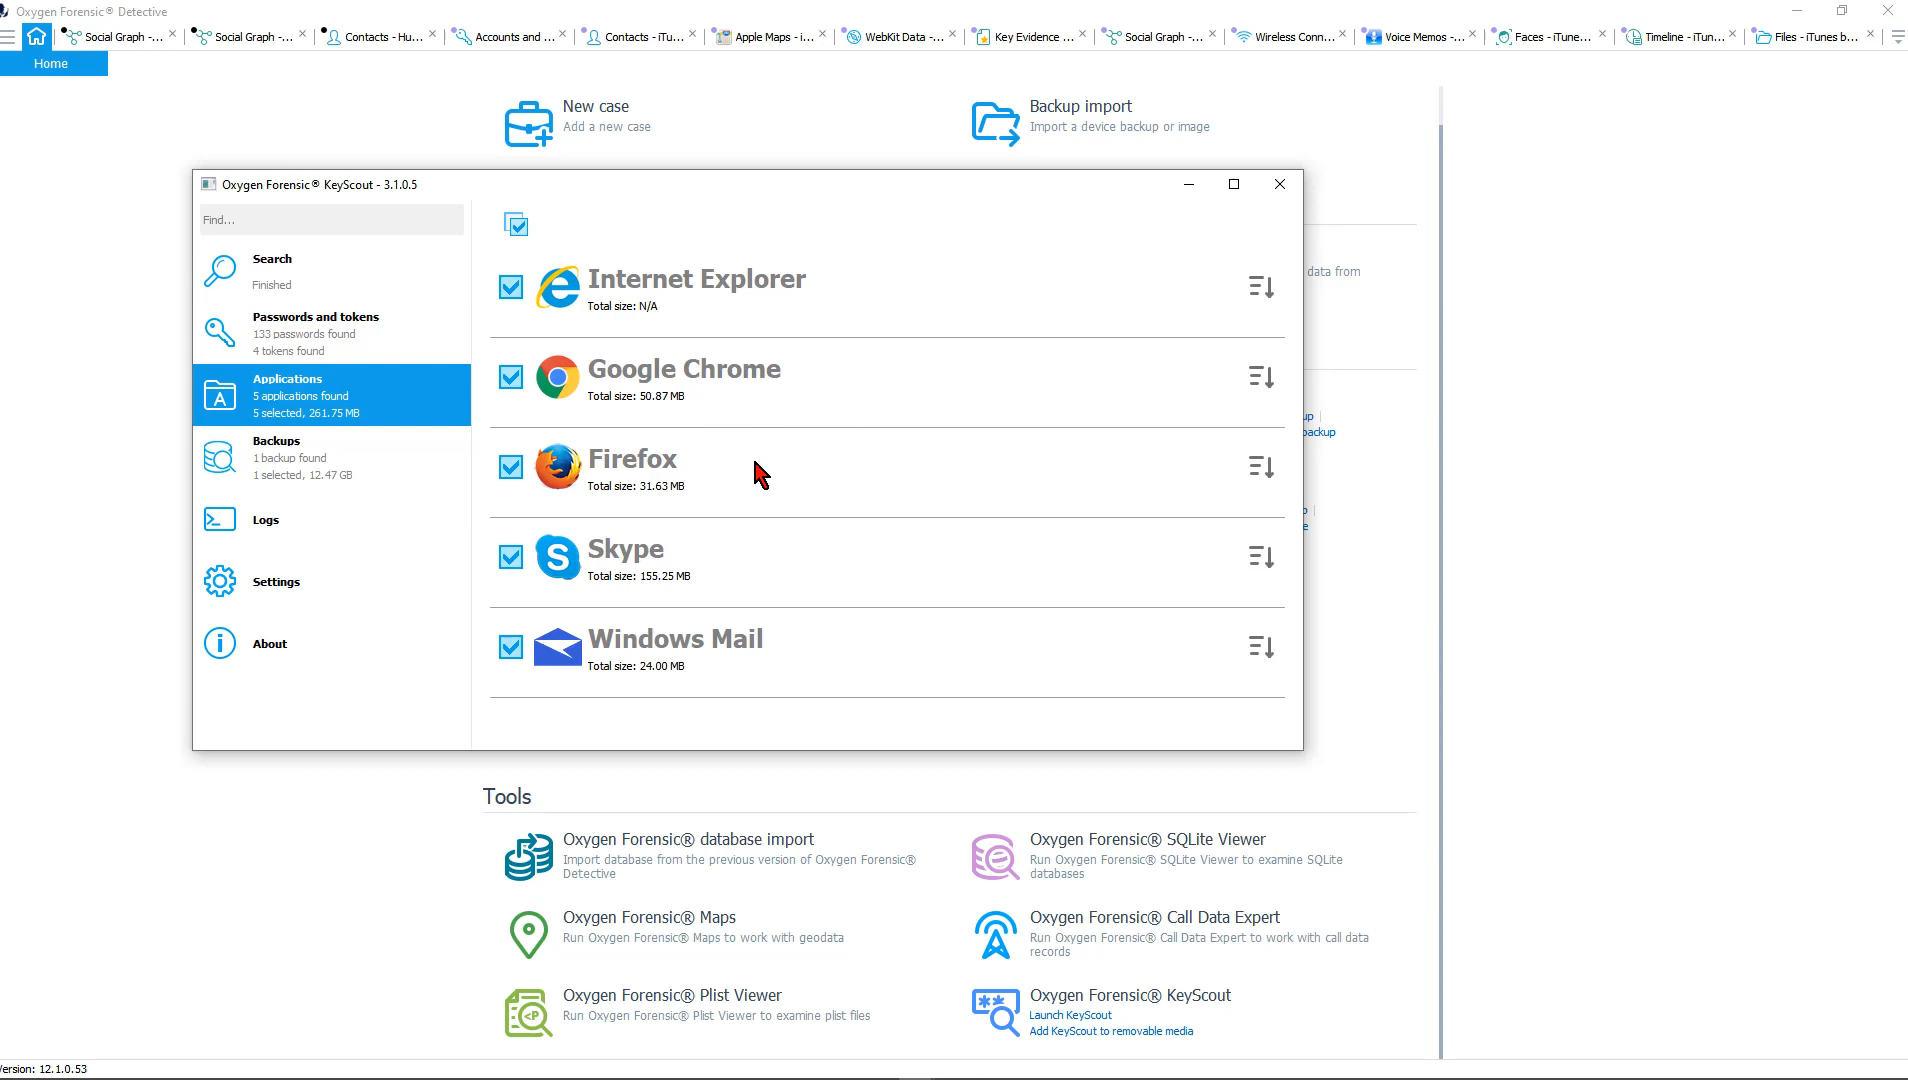 Oxygen Forensic® Detective
Social Graph -...
Social Graph -...
Contacts - Hu...
Accounts and ...
Contacts - iTu...
Apple Maps - i...
WebKit Data -...
Key Evidence ...
Social Graph -...
Wireless Conn...
Voice Memos -...
Faces - iTune...
Timeline - iTun...
Files - iTunes b...
Home
New case
Add a new case
Backup import
Import a device backup or image
Oxygen Forensic® KeyScout - 3.1.0.5
Find...
Search
Finished
Passwords and tokens
133 passwords found
4 tokens found
Applications
5 applications found
5 selected, 261.75 MB
Backups
1 backup found
1 selected, 12.47 GB
Logs
Settings
About
Internet Explorer
Total size: N/A
Google Chrome
Total size: 50.87 MB
Firefox
Total size: 31.63 MB
Skype
Total size: 155.25 MB
Windows Mail
Total size: 24.00 MB
data from
up
backup
Tools
Oxygen Forensic® database import
Import database from the previous version of Oxygen Forensic®
Detective
Oxygen Forensic® SQLite Viewer
Run Oxygen Forensic® SQLite Viewer to examine SQLite
databases
Oxygen Forensic® Maps
Run Oxygen Forensic® Maps to work with geodata
Oxygen Forensic® Call Data Expert
Run Oxygen Forensic® Call Data Expert to work with call data
records
Oxygen Forensic® Plist Viewer
Run Oxygen Forensic® Plist Viewer to examine plist files
Oxygen Forensic® KeyScout
Launch KeyScout
Add KeyScout to removable media
ersion: 12.1.0.53